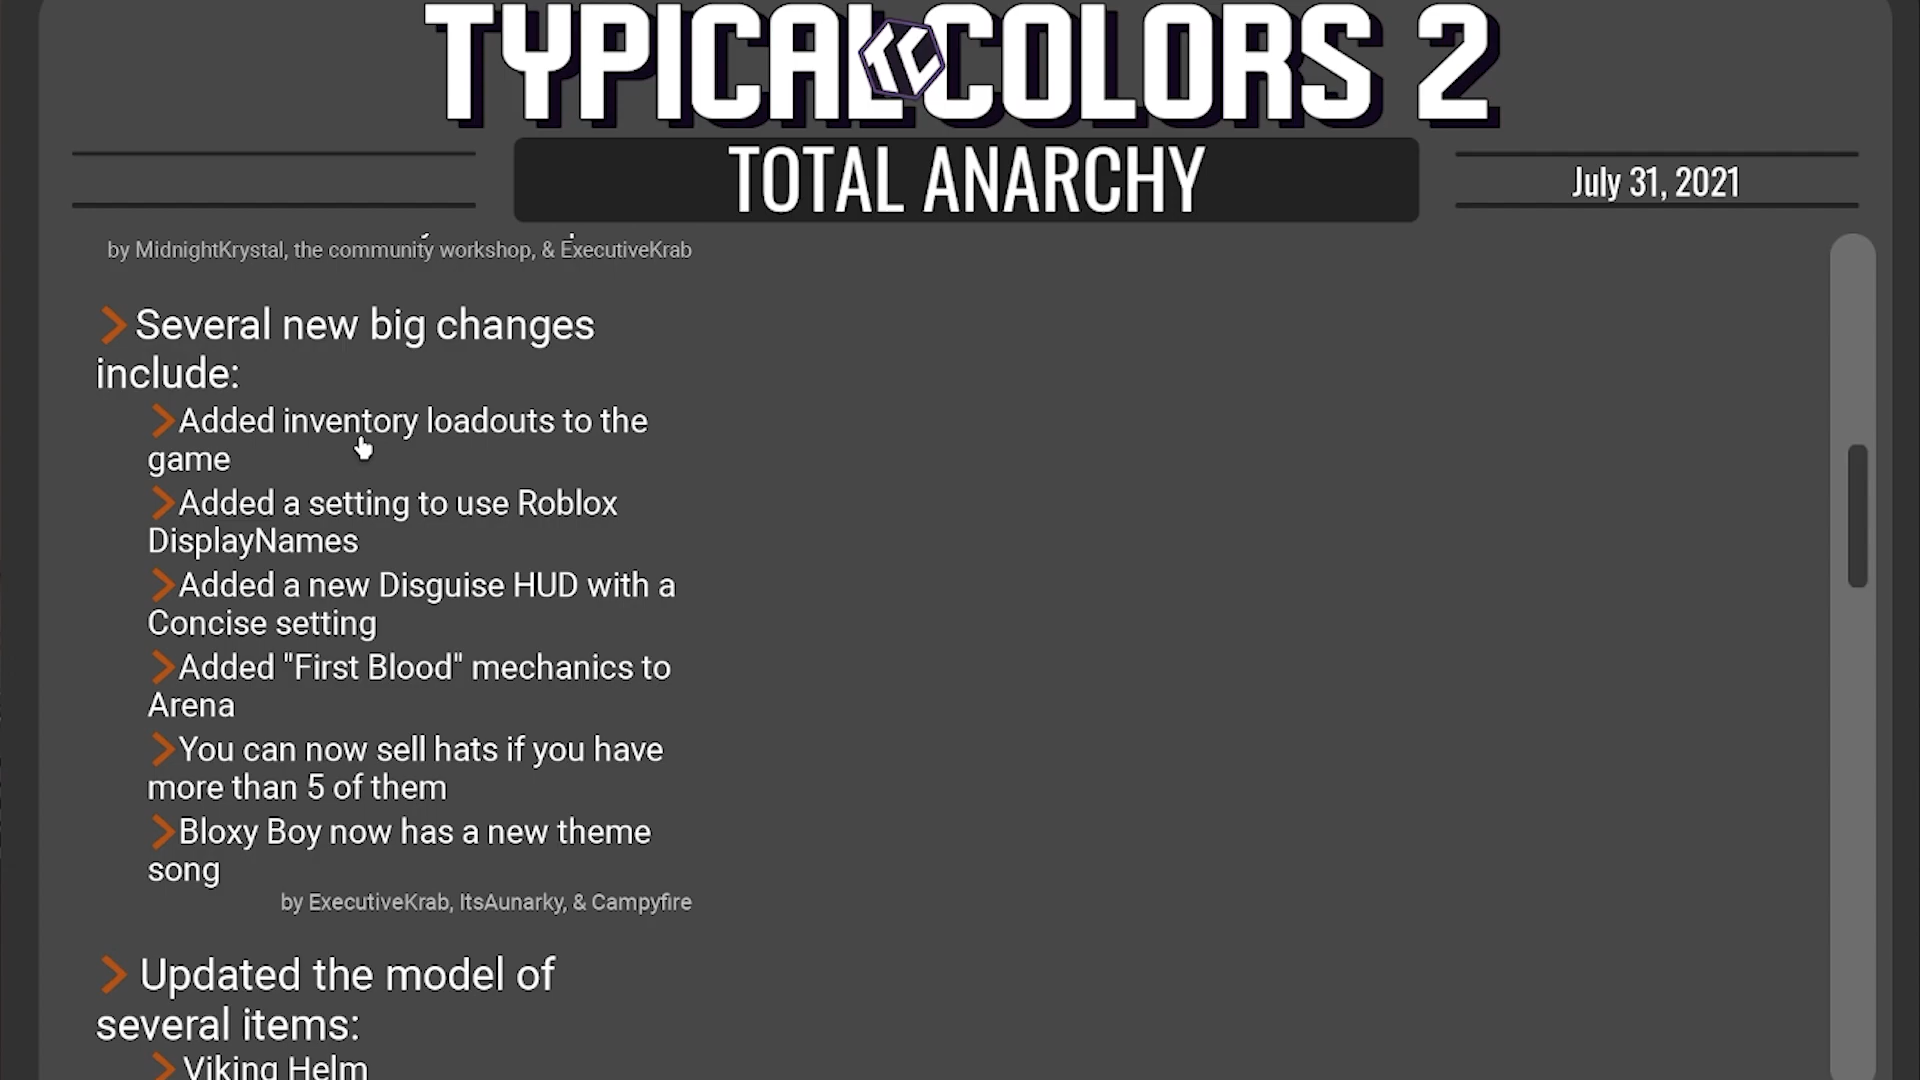 TYPICAL COLORS 2
TC
TOTAL ANARCHY
July 31, 2021
by MidnightKrystal, the community workshop, & ExecutiveKrab
Several new big changes
include:
Added inventory loadouts to the
game
Added a setting to use Roblox
DisplayNames
Added a new Disguise HUD with a
Concise setting
Added "First Blood" mechanics to
Arena
You can now sell hats if you have
more than 5 of them
Bloxy Boy now has a new theme
song
by ExecutiveKrab, ItsAunarky, & Campyfire
Updated the model of
several items:
Viking Helm